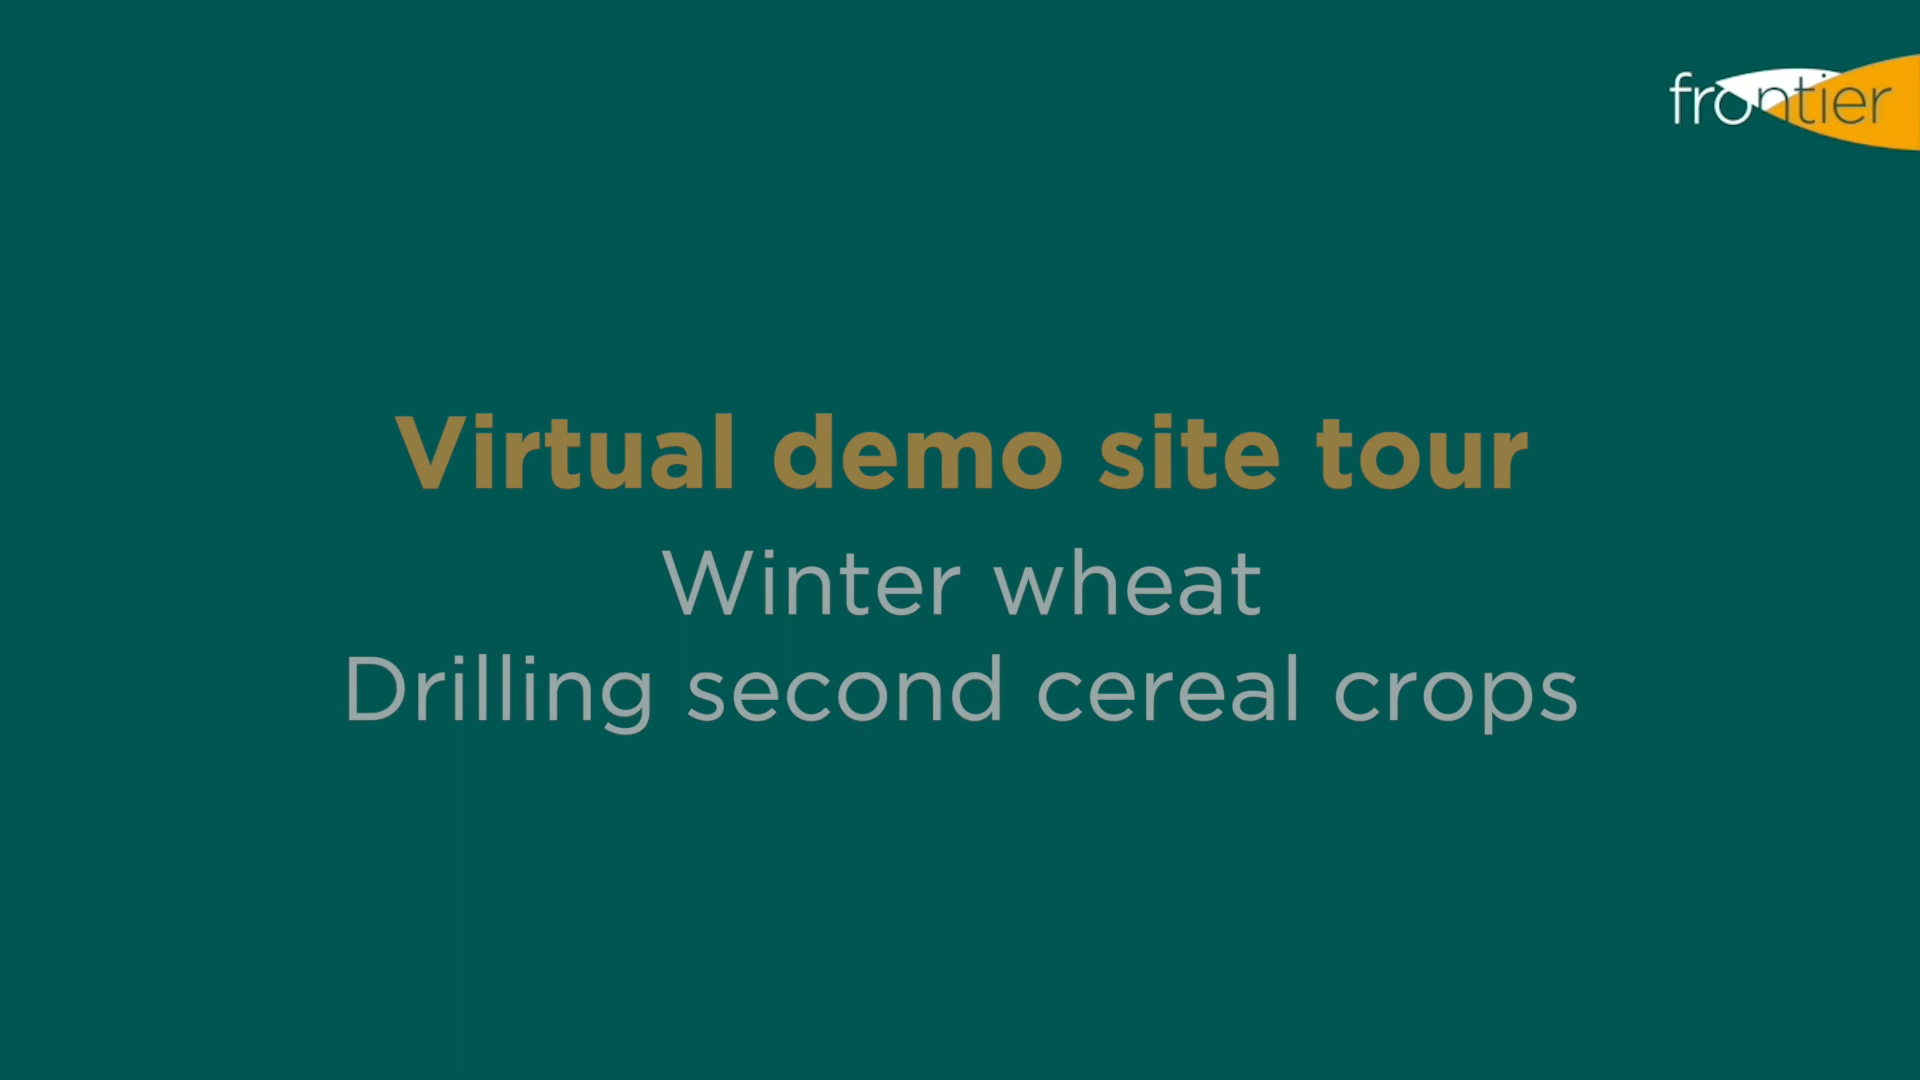 frontier
Virtual demo site tour
Winter wheat
Drilling second cereal crops